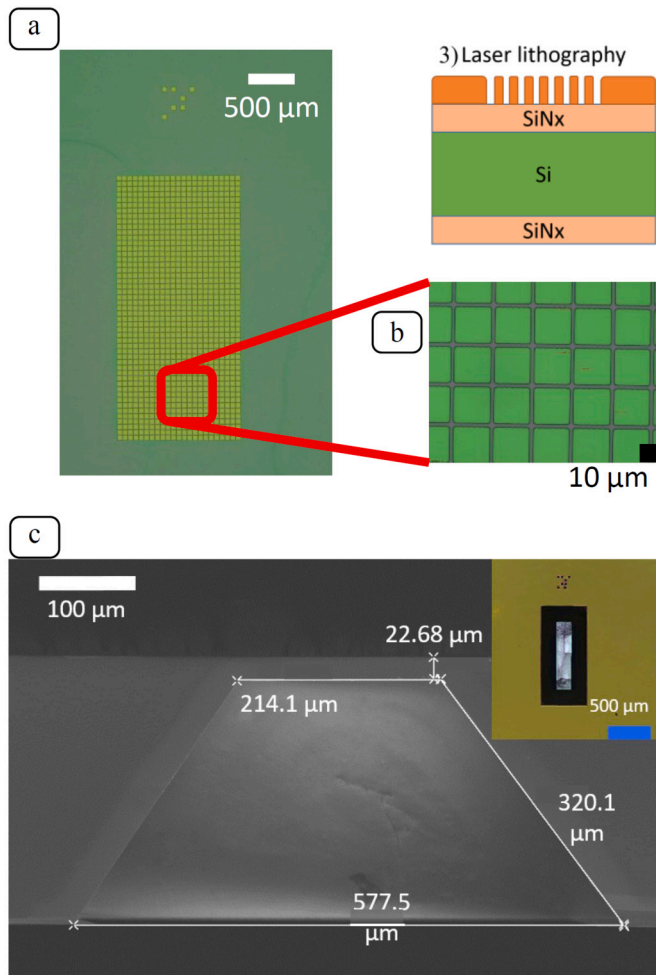 a
500 µm
3) Laser lithography
SiNx
Si
SiNx
b
10 µm
c
100 µm
22.68 µm
214.1 µm
500 µm
320.1
µm
577.5
µm